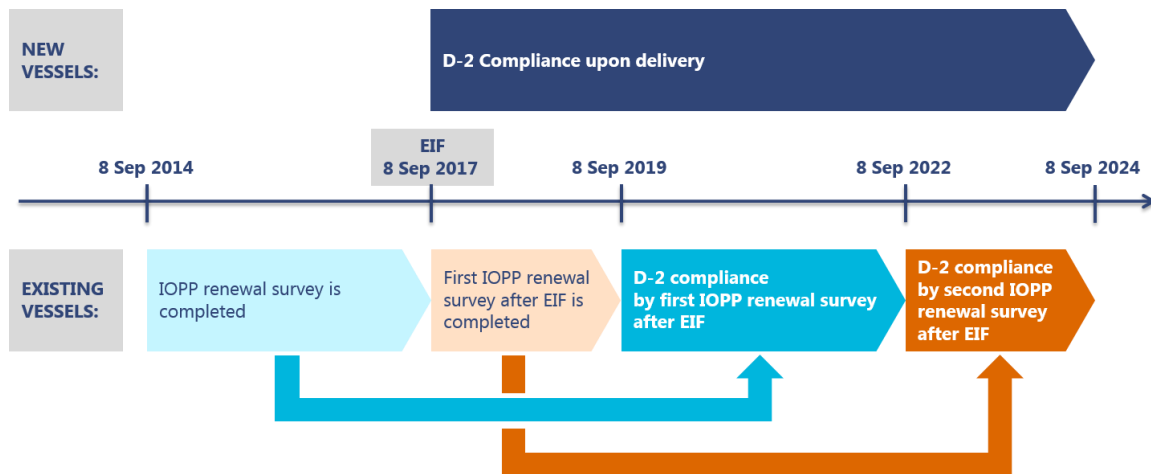 NEW
VESSELS:
D-2 Compliance upon delivery
8 Sep 2014
EIF
8 Sep 2017
8 Sep 2019
8 Sep 2022
8 Sep 2024
EXISTING
VESSELS:
IOPP renewal survey is
completed
First IOPP renewal
survey after EIF is
completed
D-2 compliance
by first IOPP renewal survey
after EIF
D-2 compliance
by second IOPP
renewal survey
after EIF